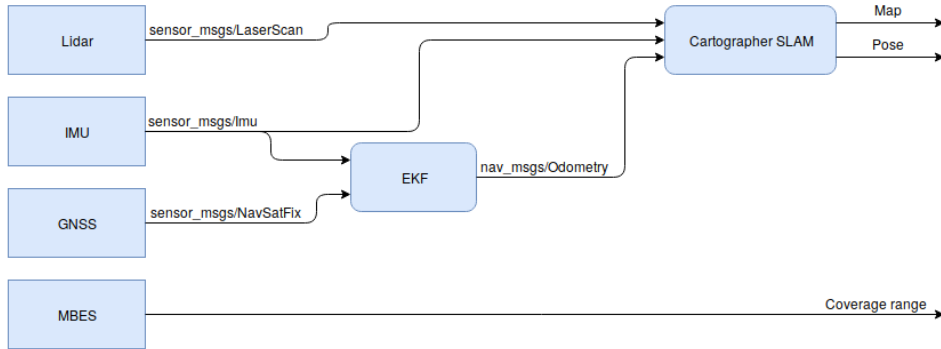 Map
Lidar
sensor_msgs/LaserScan
Cartographer SLAM
Pose
IMU
sensor_msgs/Imu
EKF
nav_msgs/Odometry
GNSS
sensor_msgs/NavSatFix
MBES
Coverage range